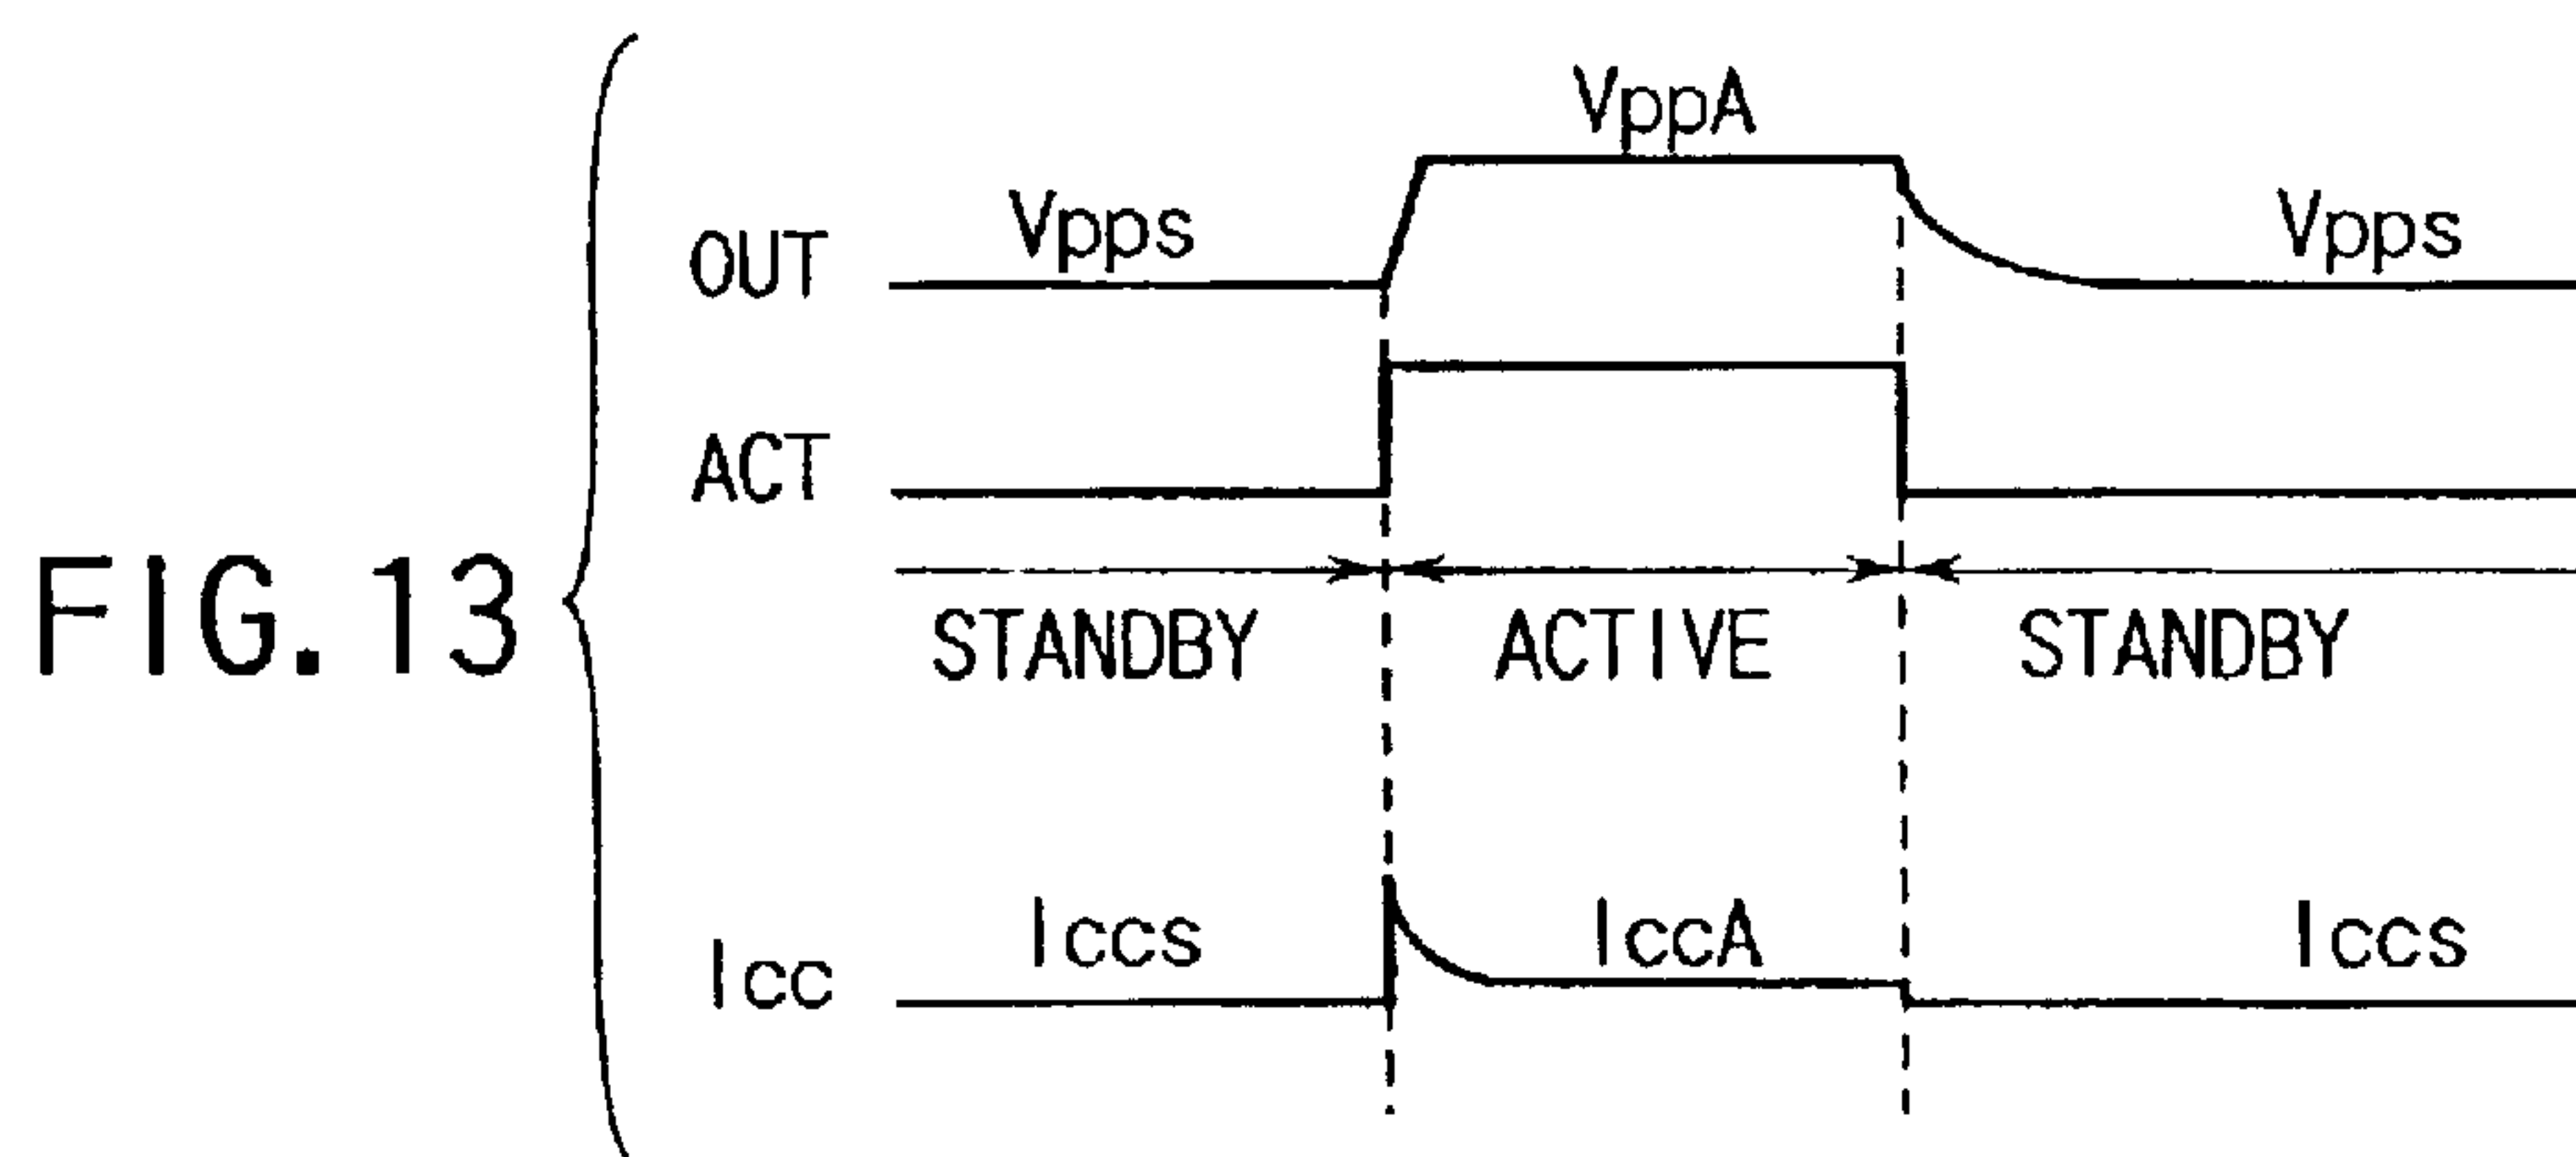 FIG.13
VppA
OUT Vpps Vpps
ACT
STANDBY ACTIVE STANDBY
Icc Iccs IccA Iccs